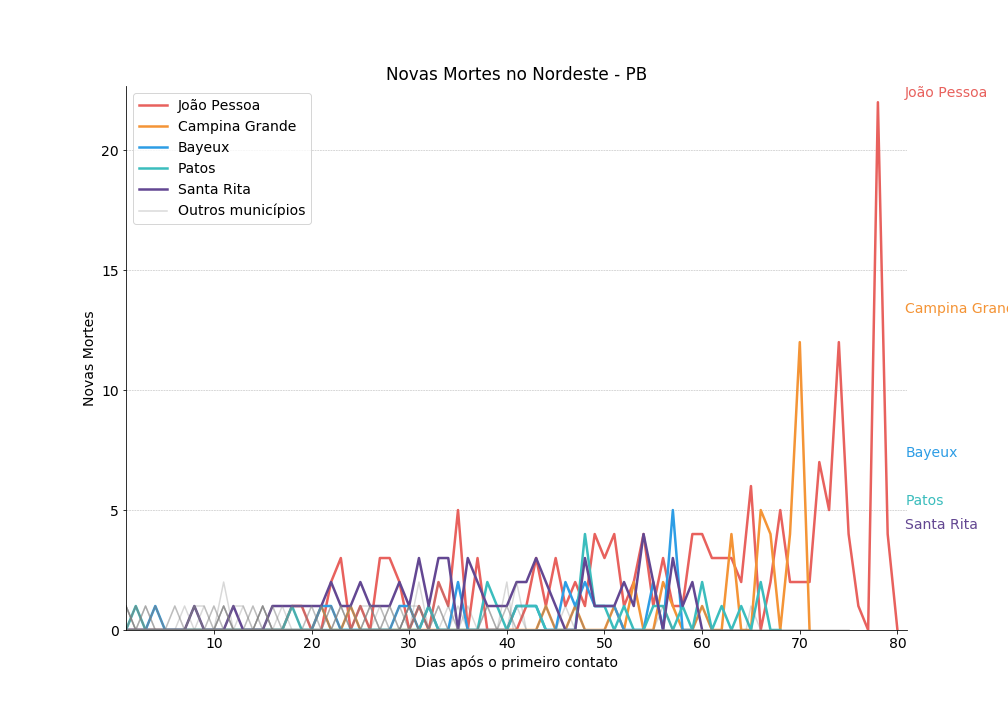 Novas Mortes no Nordeste - PB
João Pessoa
Campina Grande
Bayeux
Patos
Santa Rita
Outros municípios
João Pessoa
Campina Gran
Bayeux
Patos
Santa Rita
Novas Mortes
20
15
10
5
0
10
20
30
40
50
60
70
80
Dias após o primeiro contato